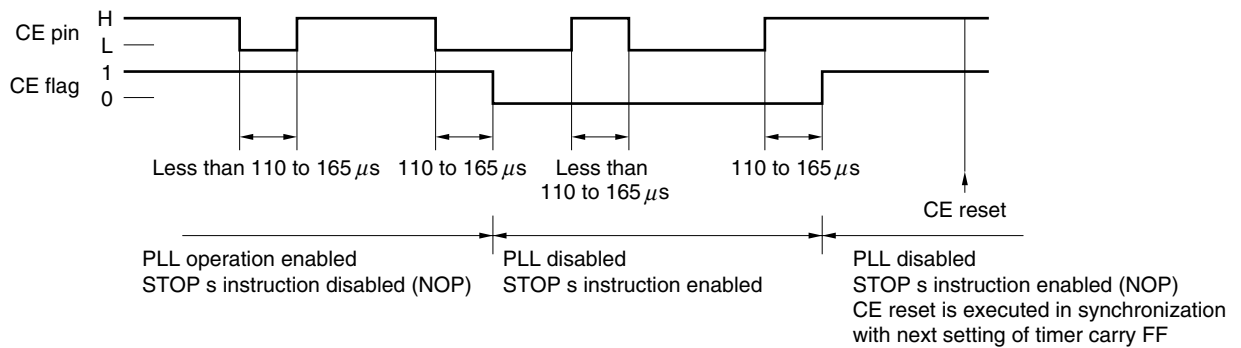 CE pin
H
L
CE flag
1
0
Less than 110 to 165 μs
110 to 165 μs
Less than
110 to 165 μs
110 to 165 μs
CE reset
PLL operation enabled
STOP s instruction disabled (NOP)
PLL disabled
STOP s instruction enabled
PLL disabled
STOP s instruction enabled (NOP)
CE reset is executed in synchronization
with next setting of timer carry FF